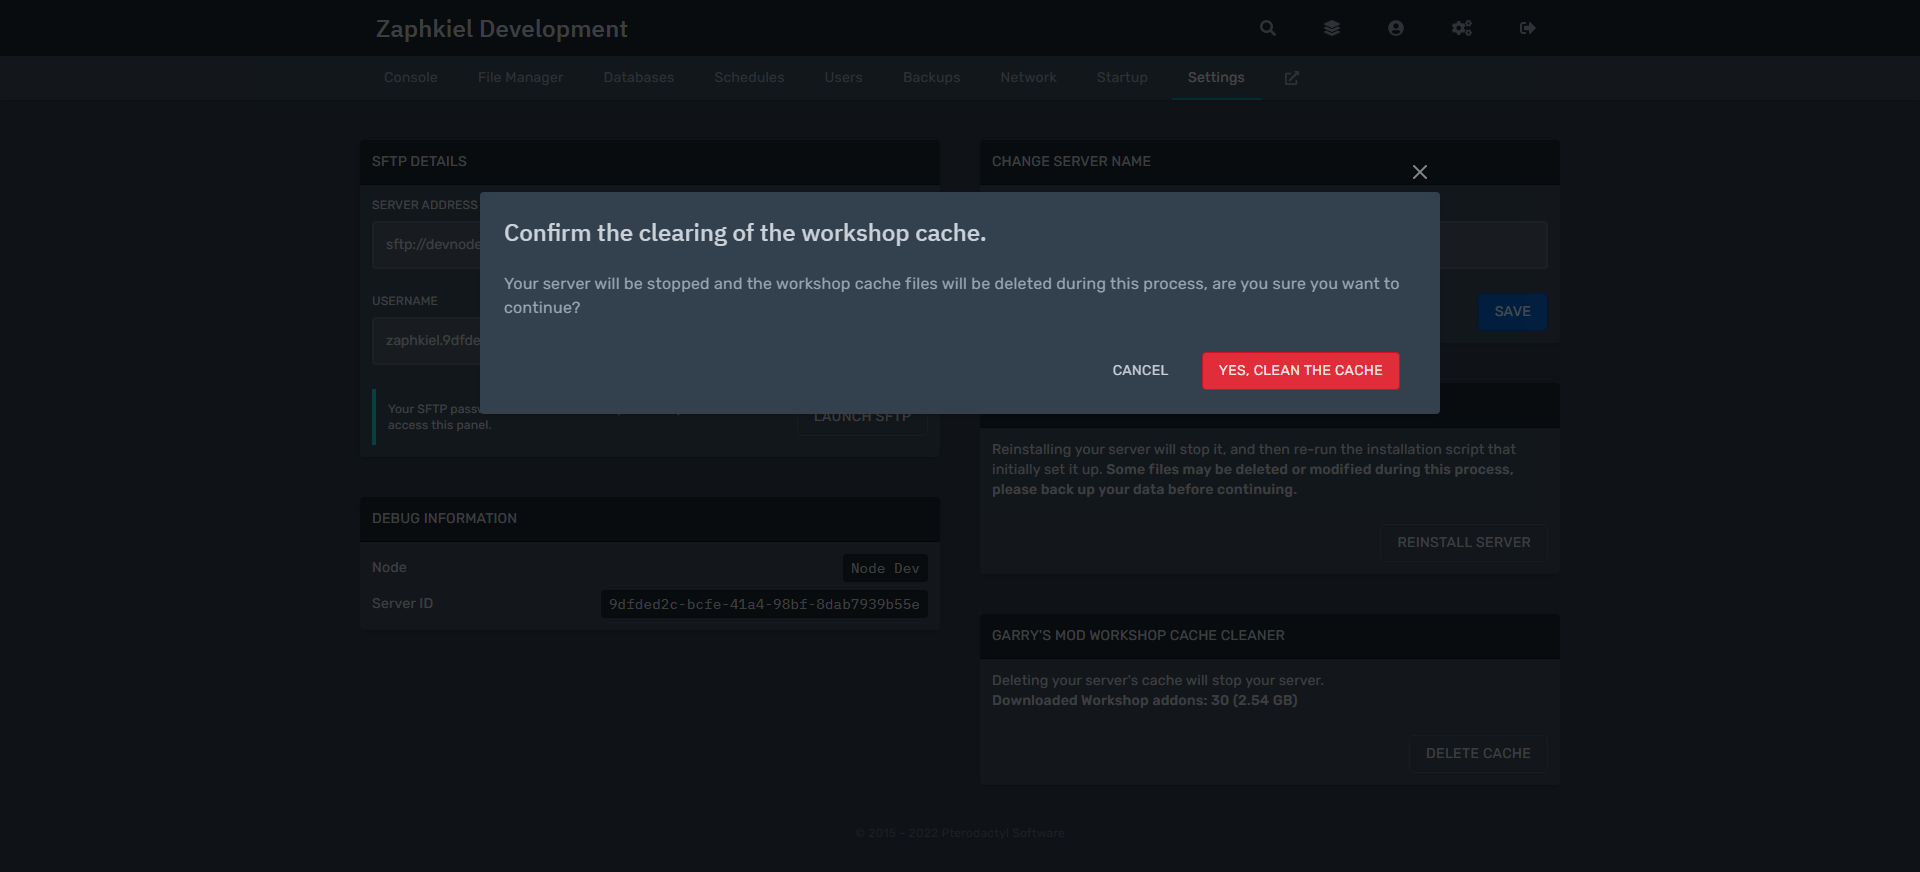 Zaphkiel Development
Console File Manager Databases Schedules Users Backups Network Startup Settings
SFTP DETAILS
SERVER ADDRESS
sftp://devnode
USERNAME
zaphkiel.9dfde
Your SFTP
access this panel.
LAUNCH SFTP
DEBUG INFORMATION
Node
Node Dev
Server ID
9dfded2c-bcfe-41a4-98bf-8dab7939b55e
CHANGE SERVER NAME
SAVE
Confirm the clearing of the workshop cache.
Your server will be stopped and the workshop cache files will be deleted during this process, are you sure you want to
continue?
CANCEL
YES, CLEAN THE CACHE
Reinstalling your server will stop it, and then re-run the installation script that
initially set it up. Some files may be deleted or modified during this process,
please back up your data before continuing.
REINSTALL SERVER
GARRY'S MOD WORKSHOP CACHE CLEANER
Deleting your server's cache will stop your server.
Downloaded Workshop addons: 30 (2.54 GB)
DELETE CACHE
© 2015 - 2022 Pterodactyl Software